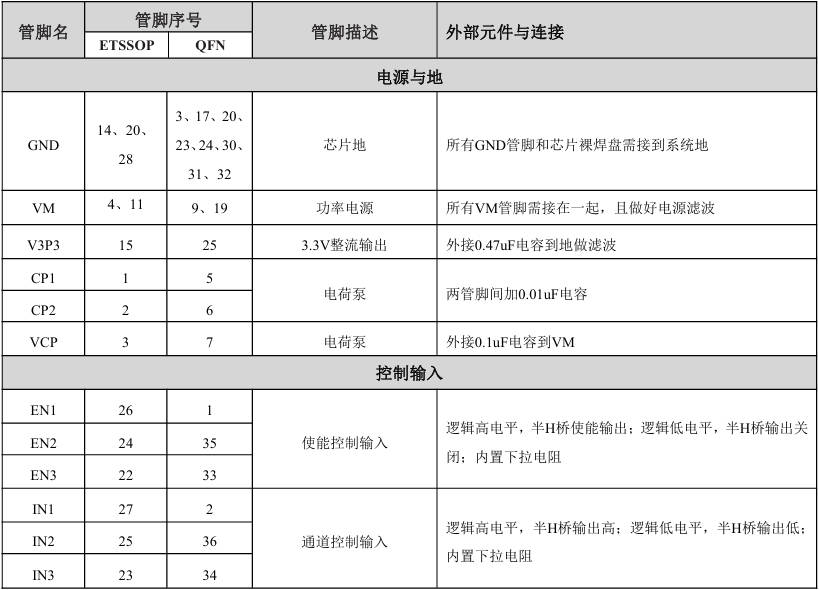 管脚名 管脚序号 管脚描述 外部元件与连接
ETSSOP QFN
电源与地
GND 14、20、28 3、17、20、23、24、30、31、32 芯片地 所有GND管脚和芯片裸焊盘需接到系统地
VM 4、11 9、19 功率电源 所有VM管脚需接在一起，且做好电源滤波
V3P3 15 25 3.3V整流输出 外接0.47uF电容到地做滤波
CP1 1 5 电荷泵 两管脚间加0.01uF电容
CP2 2 6
VCP 3 7 电荷泵 外接0.1uF电容到VM
控制输入
EN1 26 1 使能控制输入 逻辑高电平，半H桥使能输出；逻辑低电平，半H桥输出关
闭；内置下拉电阻
EN2 24 35
EN3 22 33
IN1 27 2 通道控制输入 逻辑高电平，半H桥输出高；逻辑低电平，半H桥输出低；
内置下拉电阻
IN2 25 36
IN3 23 34